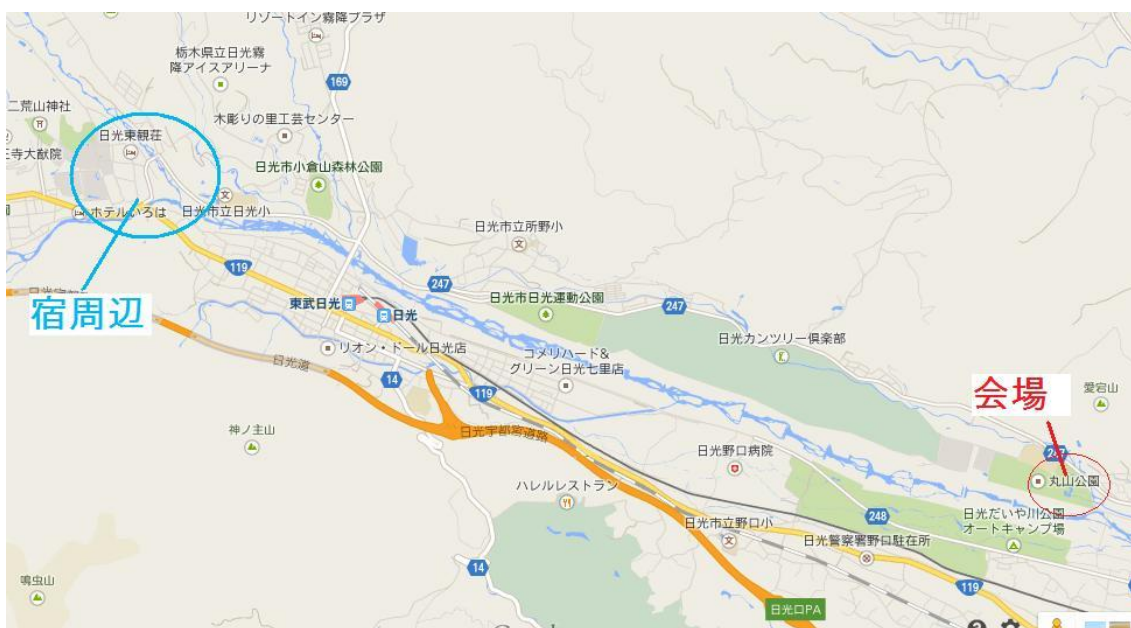 リゾートイン霧降プラザ
栃木県立日光霧
降アイスアリーナ
169
二荒山神社
木彫りの里工芸センター
日光東観荘
王寺大猷院
日光市小倉山森林公園
ホテルいろは
日光市立日光小
日光市立所野小
119
247
宿周辺
東武日光
日光
日光市日光運動公園
247
日光カンツリー倶楽部
リオン・ドール日光店
コメリハード&
グリーン日光七里店
日光道
14
119
会場
愛宕山
神ノ主山
日光宇都宮道路
日光野口病院
247
丸山公園
ハレルレストラン
日光市立野口小
248
日光だいや川公園
オートキャンプ場
日光警察署野口駐在所
鳴虫山
14
119
日光口PA